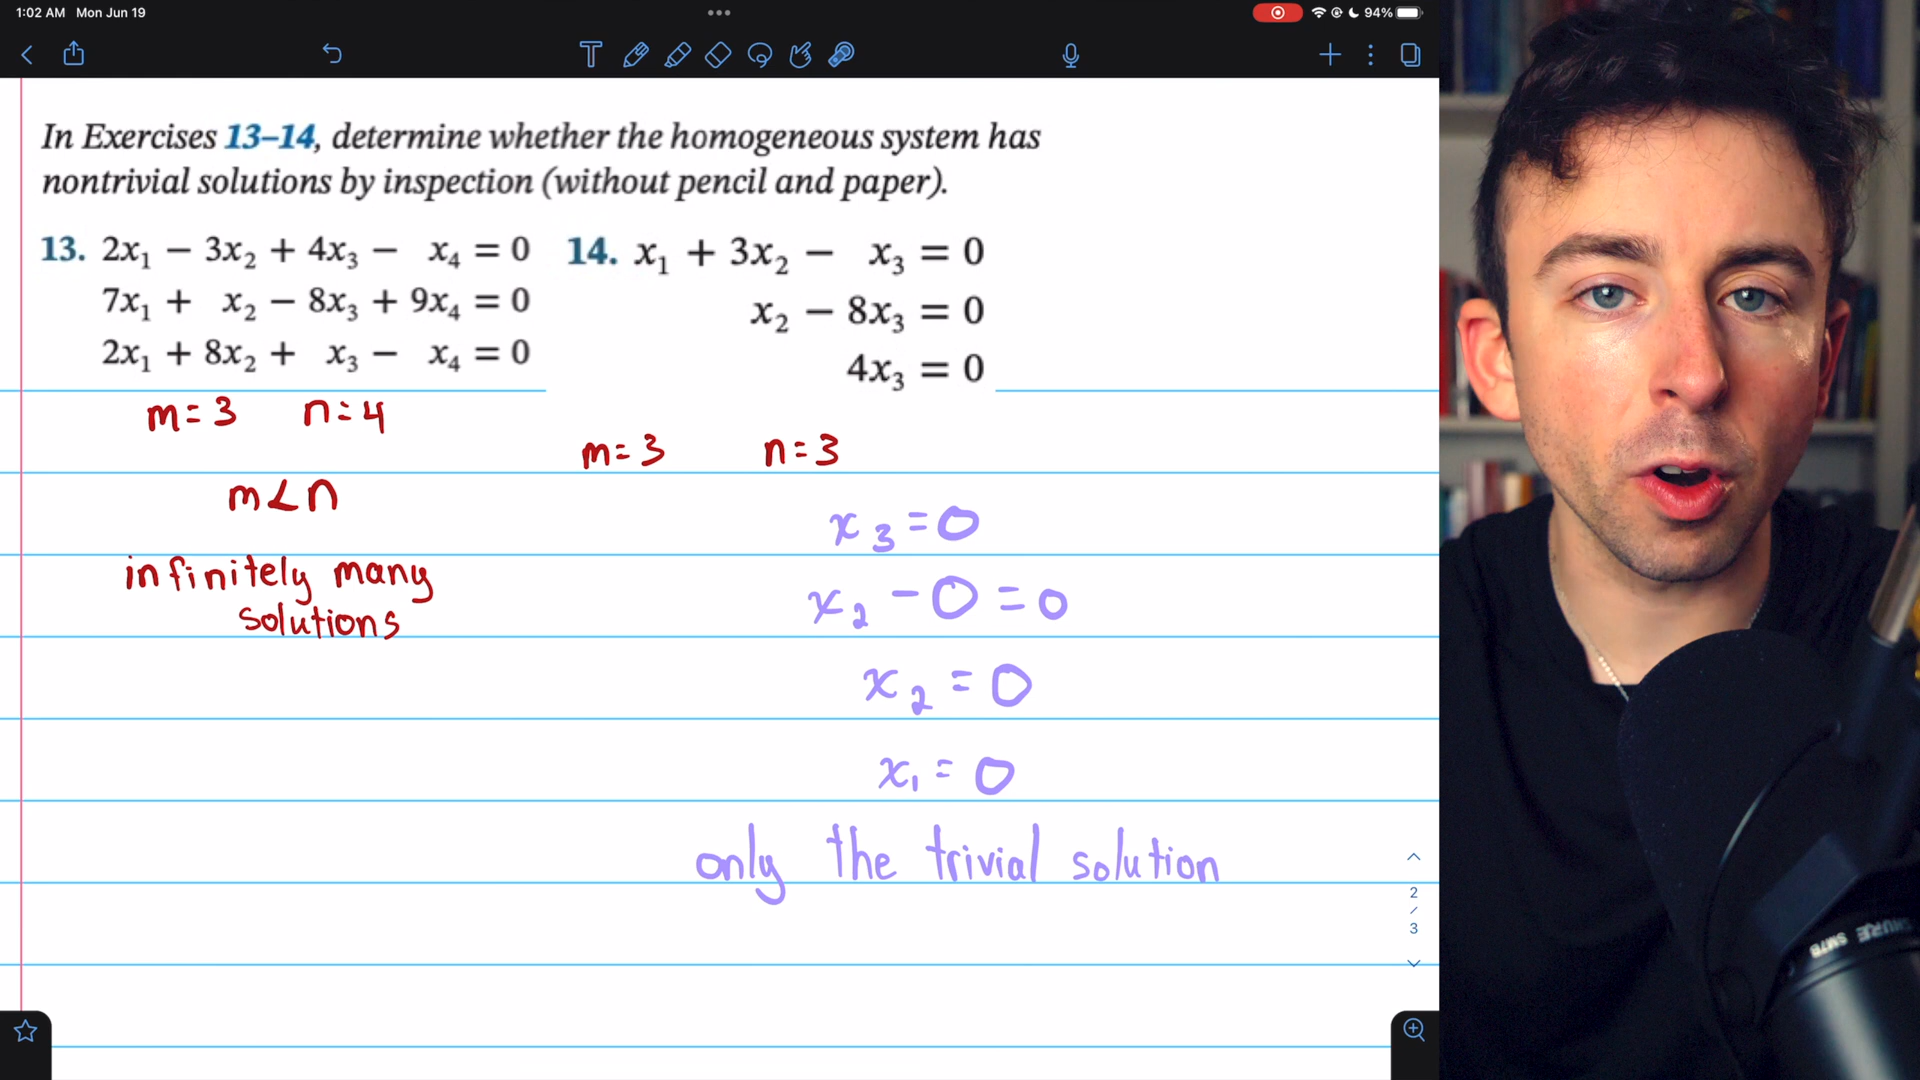 1:02 AM Mon Jun 19
94%
In Exercises 13–14, determine whether the homogeneous system has
nontrivial solutions by inspection (without pencil and paper).
13. 2x₁ − 3x₂ + 4x₃ − x₄ = 0
7x₁ + x₂ − 8x₃ + 9x₄ = 0
2x₁ + 8x₂ + x₃ − x₄ = 0
m = 3 n = 4
m < n
infinitely many
solutions
14. x₁ + 3x₂ − x₃ = 0
x₂ − 8x₃ = 0
4x₃ = 0
m = 3 n = 3
x₃ = 0
x₂ − 0 = 0
x₂ = 0
x₁ = 0
only the trivial solution
2
/
3
SHURE SM7B